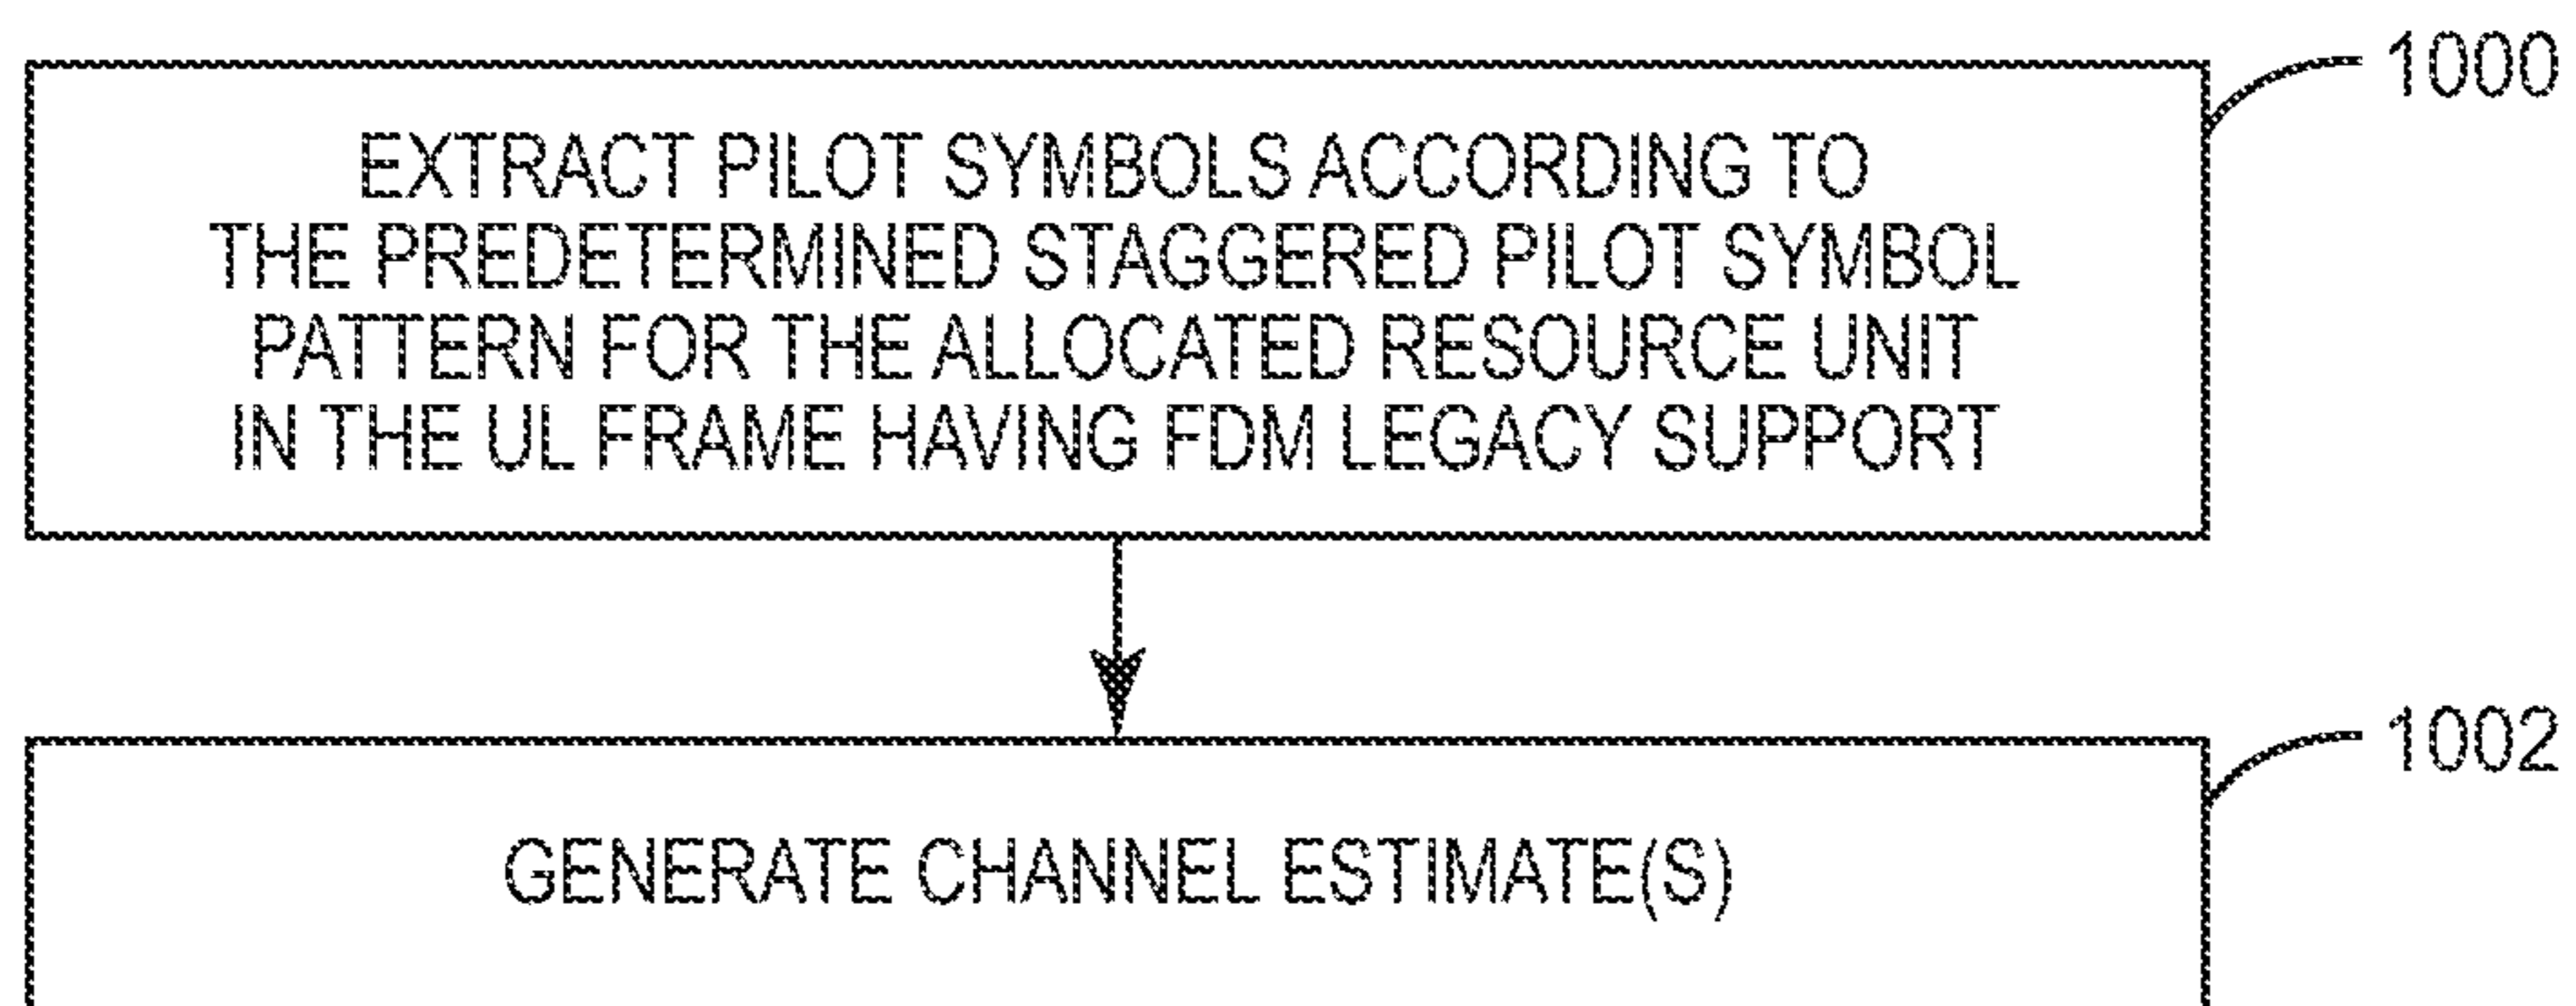 1000
EXTRACT PILOT SYMBOLS ACCORDING TO
THE PREDETERMINED STAGGERED PILOT SYMBOL
PATTERN FOR THE ALLOCATED RESOURCE UNIT
IN THE UL FRAME HAVING FDM LEGACY SUPPORT
1002
GENERATE CHANNEL ESTIMATE(S)